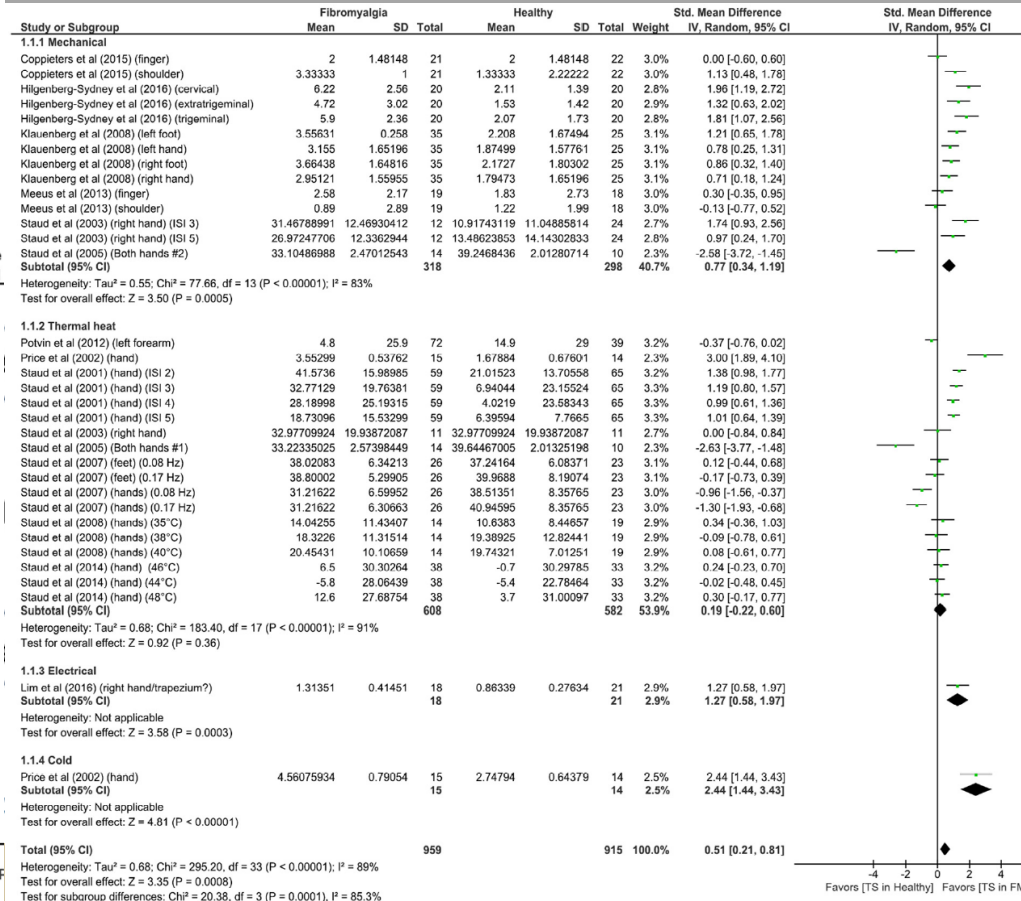 Fibromyalgia Healthy Std. Mean Difference Std. Mean Difference
Study or Subgroup Mean SD Total Mean SD Total Weight IV, Random, 95% CI IV, Random, 95% CI
1.1.1 Mechanical
Coppieters et al (2015) (finger) 2 1.48148 21 2 1.48148 22 3.0% 0.00 [-0.60, 0.60]
Coppieters et al (2015) (shoulder) 3.33333 1 21 1.33333 2.22222 22 3.0% 1.13 [0.48, 1.78]
Hilgenberg-Sydney et al (2016) (cervical) 6.22 2.56 20 2.11 1.39 20 2.8% 1.96 [1.19, 2.72]
Hilgenberg-Sydney et al (2016) (extratrigeminal) 4.72 3.02 20 1.53 1.42 20 2.9% 1.32 [0.63, 2.02]
Hilgenberg-Sydney et al (2016) (trigeminal) 5.9 2.36 20 2.07 1.73 20 2.9% 1.81 [1.07, 2.56]
Klauenberg et al (2008) (left foot) 3.55631 0.258 35 2.208 1.67494 25 3.1% 1.21 [0.65, 1.78]
Klauenberg et al (2008) (left hand) 3.155 1.65196 35 1.87499 1.57761 25 3.1% 0.78 [0.25, 1.31]
Klauenberg et al (2008) (right foot) 3.66438 1.64816 35 2.1727 1.80302 25 3.1% 0.86 [0.32, 1.40]
Klauenberg et al (2008) (right hand) 2.95121 1.55955 35 1.79473 1.65196 25 3.1% 0.71 [0.18, 1.24]
Meeus et al (2013) (finger) 2.58 2.17 19 1.83 2.73 18 3.0% 0.30 [-0.35, 0.95]
Meeus et al (2013) (shoulder) 0.89 2.89 19 1.22 1.99 18 3.0% -0.13 [-0.77, 0.52]
Staud et al (2003) (right hand) (ISI 3) 31.46788991 12.46930412 12 10.91743119 11.04885814 24 2.7% 1.74 [0.93, 2.56]
Staud et al (2003) (right hand) (ISI 5) 26.97247706 12.3362944 12 13.48623853 14.14302833 24 2.8% 0.97 [0.24, 1.70]
Staud et al (2005) (Both hands #2) 33.10486988 2.47012543 14 39.2468436 2.01280714 10 2.3% -2.58 [-3.72, -1.45]
Subtotal (95% CI) 318 298 40.7% 0.77 [0.34, 1.19]
Heterogeneity: Tau² = 0.55; Chi² = 77.66, df = 13 (P < 0.00001); I² = 83%
Test for overall effect: Z = 3.50 (P = 0.0005)
1.1.2 Thermal heat
Potvin et al (2012) (left forearm) 4.8 25.9 72 14.9 29 39 3.2% -0.37 [-0.76, 0.02]
Price et al (2002) (hand) 3.55299 0.53762 15 1.67884 0.67601 14 2.4% 3.00 [1.89, 4.10]
Staud et al (2001) (hand) (ISI 2) 41.5736 15.98985 59 21.01523 13.70558 65 3.2% 1.38 [0.98, 1.77]
Staud et al (2001) (hand) (ISI 3) 32.77129 19.76381 59 6.94044 23.15524 65 3.2% 1.19 [0.80, 1.57]
Staud et al (2001) (hand) (ISI 4) 28.18998 25.19315 59 4.0219 23.58343 65 3.2% 0.99 [0.61, 1.36]
Staud et al (2001) (hand) (ISI 5) 18.73096 15.53299 59 6.39594 7.7665 65 3.3% 1.01 [0.64, 1.39]
Staud et al (2003) (right hand) 32.97709924 19.93872087 11 32.97709924 19.93872087 11 2.7% 0.00 [-0.84, 0.84]
Staud et al (2005) (Both hands #1) 33.22335025 2.57398449 14 39.64467005 2.01325198 10 2.3% -2.63 [-3.77, -1.48]
Staud et al (2007) (feet) (0.08 Hz) 38.02083 6.34213 26 37.24164 6.08371 23 3.1% 0.12 [-0.44, 0.68]
Staud et al (2007) (feet) (0.17 Hz) 38.80002 5.29905 26 39.9688 8.19074 23 3.1% -0.17 [-0.73, 0.39]
Staud et al (2007) (hands) (0.08 Hz) 31.21622 6.59952 26 38.51351 8.35765 23 3.0% -0.96 [-1.56, -0.37]
Staud et al (2007) (hands) (0.17 Hz) 31.21622 6.30663 26 40.94595 8.35765 23 3.0% -1.30 [-1.93, -0.68]
Staud et al (2008) (hands) (35°C) 14.04255 11.43407 14 10.6383 8.44657 19 2.9% 0.34 [-0.36, 1.03]
Staud et al (2008) (hands) (38°C) 18.3226 11.31514 14 19.38925 12.82441 19 2.9% -0.09 [-0.78, 0.61]
Staud et al (2008) (hands) (40°C) 20.45431 10.10659 14 19.74321 7.01251 19 2.9% 0.08 [-0.61, 0.77]
Staud et al (2014) (hand) (46°C) 6.5 30.30264 38 -0.7 30.29785 33 3.2% 0.24 [-0.23, 0.70]
Staud et al (2014) (hand) (44°C) -5.8 28.06439 38 -5.4 22.78464 33 3.2% -0.02 [-0.48, 0.45]
Staud et al (2014) (hand) (48°C) 12.6 27.68754 38 3.7 31.00097 33 3.2% 0.30 [-0.17, 0.77]
Subtotal (95% CI) 608 582 53.9% 0.19 [-0.22, 0.60]
Heterogeneity: Tau² = 0.68; Chi² = 183.40, df = 17 (P < 0.00001); I² = 91%
Test for overall effect: Z = 0.92 (P = 0.36)
1.1.3 Electrical
Lim et al (2016) (right hand/trapezium?) 1.31351 0.41451 18 0.86339 0.27634 21 2.9% 1.27 [0.58, 1.97]
Subtotal (95% CI) 18 21 2.9% 1.27 [0.58, 1.97]
Heterogeneity: Not applicable
Test for overall effect: Z = 3.58 (P = 0.0003)
1.1.4 Cold
Price et al (2002) (hand) 4.56075934 0.79054 15 2.74794 0.64379 14 2.5% 2.44 [1.44, 3.43]
Subtotal (95% CI) 15 14 2.5% 2.44 [1.44, 3.43]
Heterogeneity: Not applicable
Test for overall effect: Z = 4.81 (P < 0.00001)
Total (95% CI) 959 915 100.0% 0.51 [0.21, 0.81]
Heterogeneity: Tau² = 0.68; Chi² = 295.20, df = 33 (P < 0.00001); I² = 89%
Test for overall effect: Z = 3.35 (P = 0.0008)
Test for subgroup differences: Chi² = 20.38, df = 3 (P = 0.0001), I² = 85.3%
-4 -2 0 2 4
Favors [TS in Healthy] Favors [TS in FM